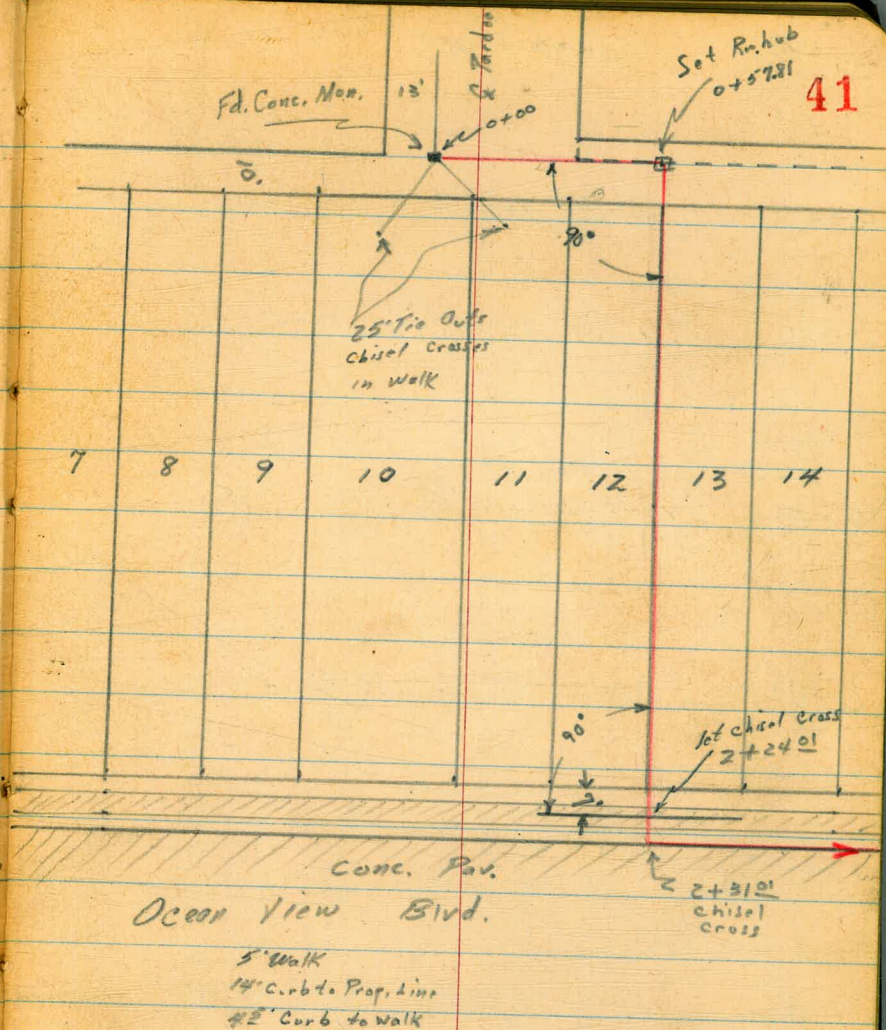 41
Set Rn. hub
0+57.81
Fd. Conc. Mon.
13'
℄
0+00
90°
25' Tie Outs
Chisel Crosses
in Walk
7 8 9 10 11 12 13 14
90°
Set Chisel Cross
2+24 01
7'
Conc. Pav.
2+31 01
Chisel
Cross
Ocean View Blvd.
5' Walk
14' Curb to Prop. Line
Curb to Walk